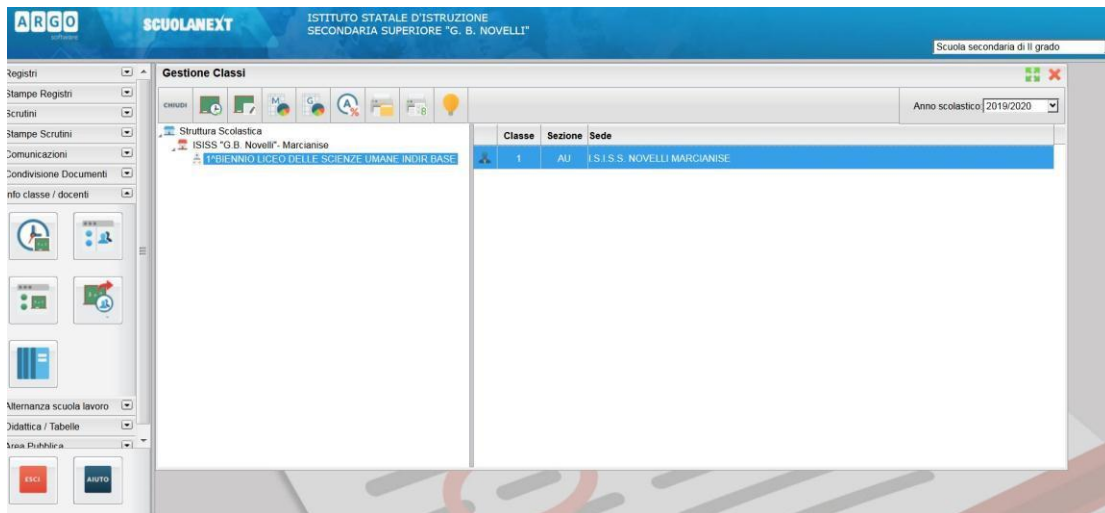 ARGO
software
SCUOLANEXT
ISTITUTO STATALE D'ISTRUZIONE
SECONDARIA SUPERIORE "G. B. NOVELLI"
Scuola secondaria di II grado
Registri
Stampe Registri
Scrutini
Stampe Scrutini
Comunicazioni
Condivisione Documenti
nfo classe / docenti
Alternanza scuola lavoro
Didattica / Tabelle
Area Pubblica
ESCI
AIUTO
Gestione Classi
CHIUDI
Anno scolastico: 2019/2020
Struttura Scolastica
ISISS "G.B. Novelli"- Marcianise
1^BIENNIO LICEO DELLE SCIENZE UMANE INDIR BASE
Classe Sezione Sede
1 AU I.S.I.S.S. NOVELLI MARCIANISE